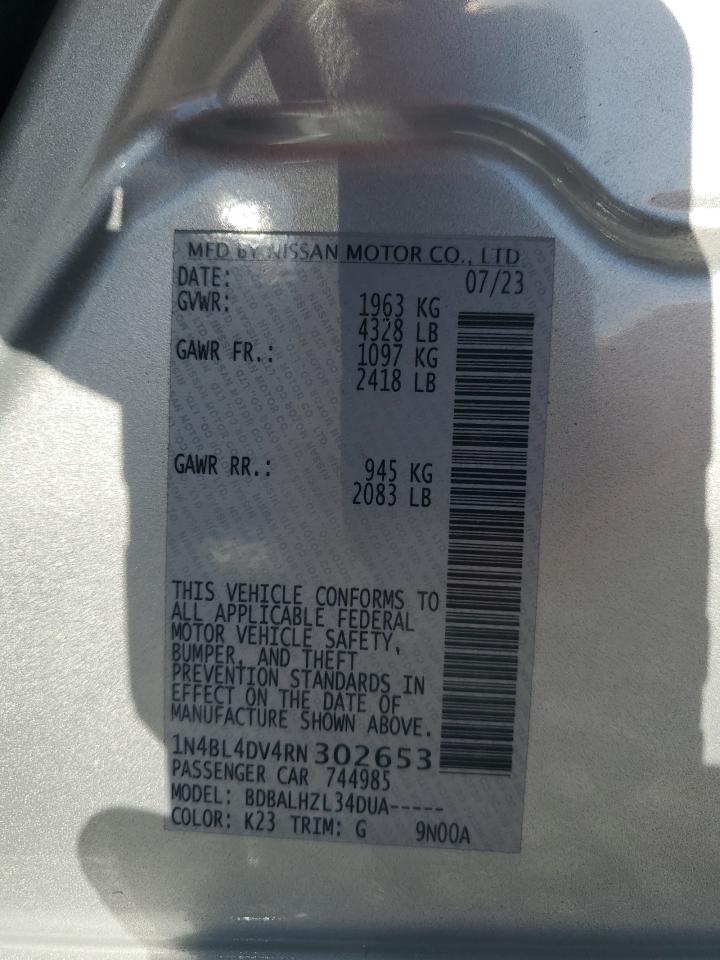 MFD BY NISSAN MOTOR CO., LTD
DATE: 07/23
GVWR: 1963 KG
4328 LB
GAWR FR.: 1097 KG
2418 LB
GAWR RR.: 945 KG
2083 LB
THIS VEHICLE CONFORMS TO
ALL APPLICABLE FEDERAL
MOTOR VEHICLE SAFETY,
BUMPER, AND THEFT
PREVENTION STANDARDS IN
EFFECT ON THE DATE OF
MANUFACTURE SHOWN ABOVE.
1N4BL4DV4RN302653
PASSENGER CAR 744985
MODEL: BDBALHZL34DUA-----
COLOR: K23 TRIM: G 9N00A